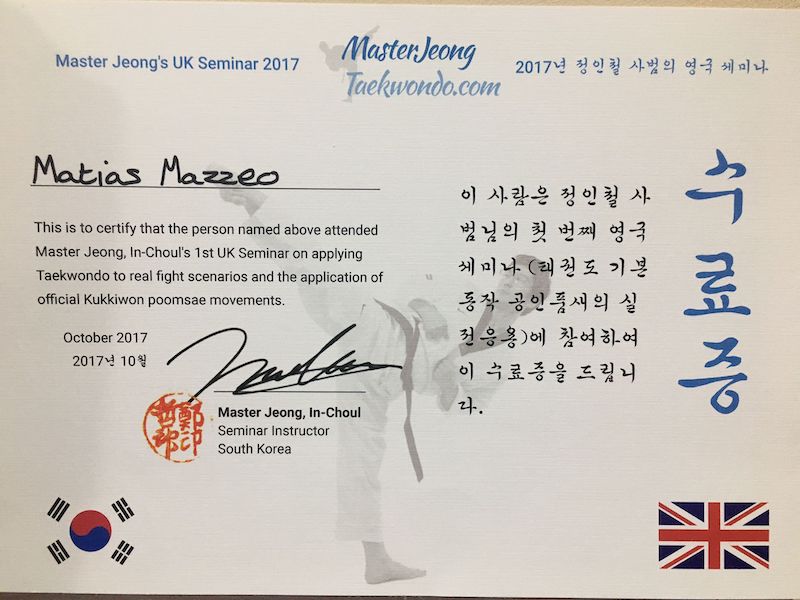 Master Jeong's UK Seminar 2017
MasterJeong
Taekwondo.com
2017년 정인철 사범의 영국 세미나
Matias Mazzeo
This is to certify that the person named above attended
Master Jeong, In-Choul's 1st UK Seminar on applying
Taekwondo to real fight scenarios and the application of
official Kukkiwon poomsae movements.
October 2017
2017년 10월
Master Jeong, In-Choul
Seminar Instructor
South Korea
이 사람은 정인철 사
범님의 첫 번째 영국
세미나 (태권도 기본
동작 공인품새의 실
전응용)에 참여하여
이 수료증을 드립니
다.
수료증